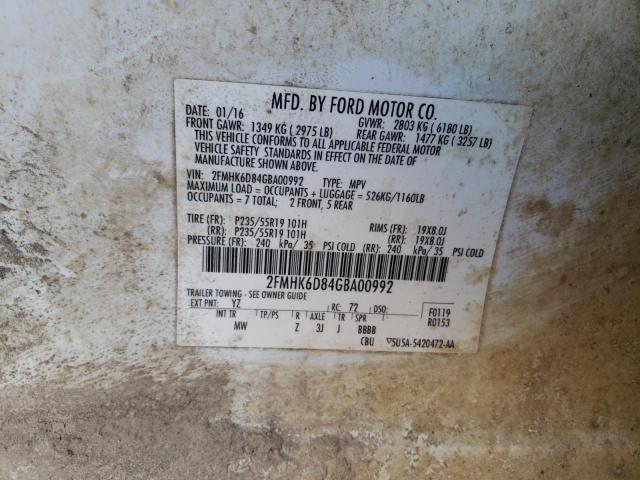 MFD. BY FORD MOTOR CO.
DATE: 01/16 GVWR: 2803 KG ( 6180 LB)
FRONT GAWR: 1349 KG ( 2975 LB) REAR GAWR: 1477 KG ( 3257 LB)
THIS VEHICLE CONFORMS TO ALL APPLICABLE FEDERAL MOTOR
VEHICLE SAFETY STANDARDS IN EFFECT ON THE DATE OF
MANUFACTURE SHOWN ABOVE.
VIN: 2FMHK6D84GBA00992 TYPE: MPV
MAXIMUM LOAD = OCCUPANTS + LUGGAGE = 526KG/1160LB
OCCUPANTS = 7 TOTAL; 2 FRONT, 5 REAR
TIRE (FR): P235/55R19 101H RIMS (FR): 19X8.0J
(RR): P235/55R19 101H (RR): 19X8.0J
PRESSURE (FR): 240 kPa/ 35 PSI COLD (RR): 240 kPa/ 35 PSI COLD
2FMHK6D84GBA00992
TRAILER TOWING - SEE OWNER GUIDE
EXT PNT: YZ RC: 72 DSO: F0119
INT TR TP/PS R AXLE TR SPR R0153
MW Z 3J J BBBB
CBU 5U5A-5420472-AA